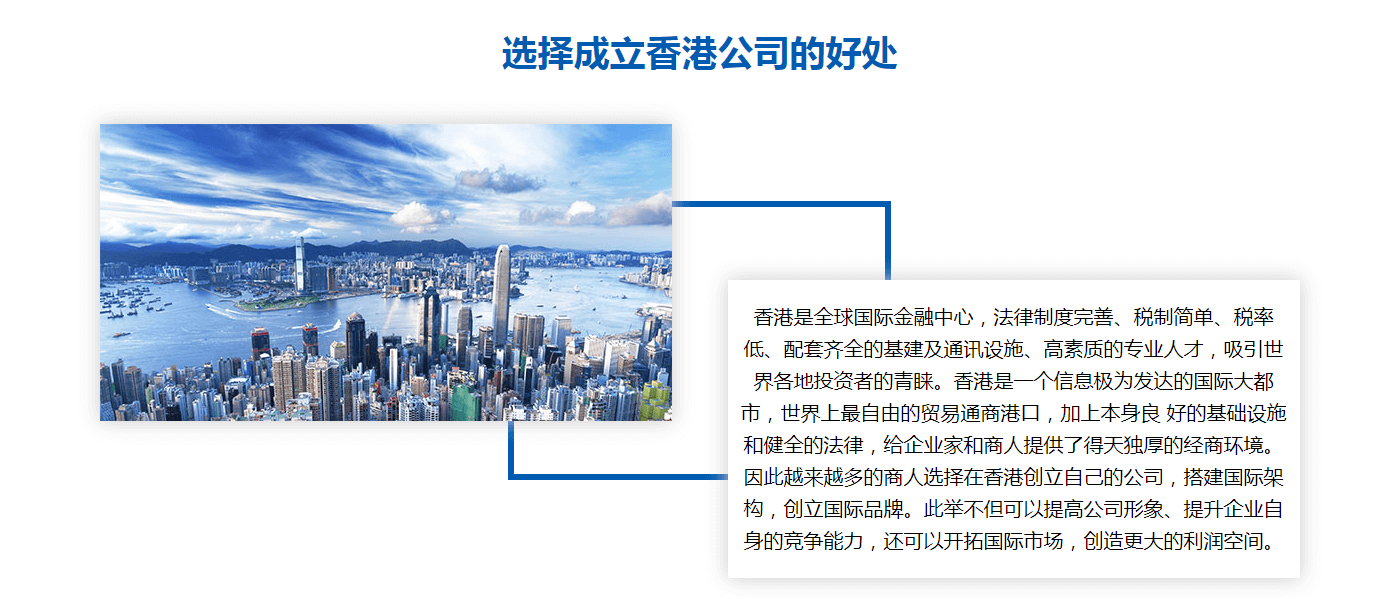 选择成立香港公司的好处
香港是全球国际金融中心，法律制度完善、税制简单、税率
低、配套齐全的基建及通讯设施、高素质的专业人才，吸引世
界各地投资者的青睐。香港是一个信息极为发达的国际大都
市，世界上最自由的贸易通商港口，加上本身良 好的基础设施
和健全的法律，给企业家和商人提供了得天独厚的经商环境。
因此越来越多的商人选择在香港创立自己的公司，搭建国际架
构，创立国际品牌。此举不但可以提高公司形象、提升企业自
身的竞争能力，还可以开拓国际市场，创造更大的利润空间。